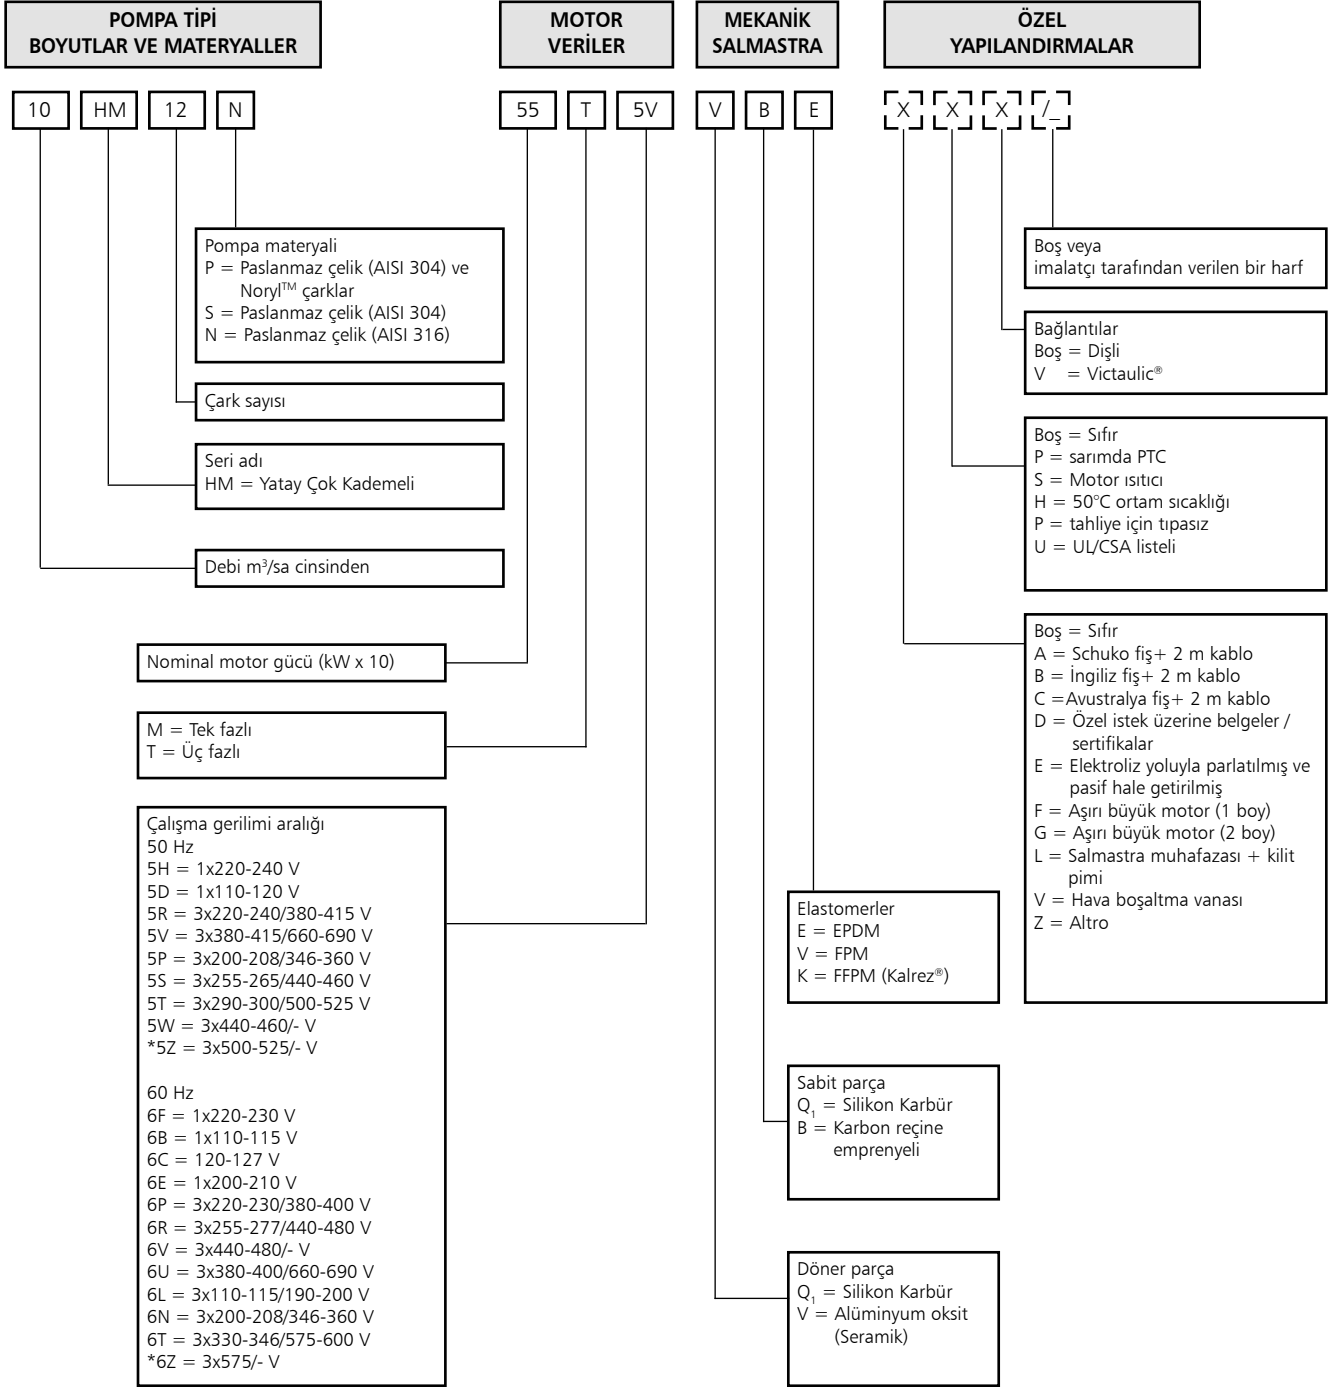 POMPA TİPİ
BOYUTLAR VE MATERYALLER
MOTOR
VERİLER
MEKANİK
SALMASTRA
ÖZEL
YAPILANDIRMALAR
10 HM 12 N 55 T 5V V B E X X X /_
Pompa materyali
P = Paslanmaz çelik (AISI 304) ve
Noryl™ çarklar
S = Paslanmaz çelik (AISI 304)
N = Paslanmaz çelik (AISI 316)
Çark sayısı
Seri adı
HM = Yatay Çok Kademeli
Debi m³/sa cinsinden
Nominal motor gücü (kW x 10)
M = Tek fazlı
T = Üç fazlı
Çalışma gerilimi aralığı
50 Hz
5H = 1x220-240 V
5D = 1x110-120 V
5R = 3x220-240/380-415 V
5V = 3x380-415/660-690 V
5P = 3x200-208/346-360 V
5S = 3x255-265/440-460 V
5T = 3x290-300/500-525 V
5W = 3x440-460/- V
*5Z = 3x500-525/- V
60 Hz
6F = 1x220-230 V
6B = 1x110-115 V
6C = 120-127 V
6E = 1x200-210 V
6P = 3x220-230/380-400 V
6R = 3x255-277/440-480 V
6V = 3x440-480/- V
6U = 3x380-400/660-690 V
6L = 3x110-115/190-200 V
6N = 3x200-208/346-360 V
6T = 3x330-346/575-600 V
*6Z = 3x575/- V
Elastomerler
E = EPDM
V = FPM
K = FFPM (Kalrez®)
Sabit parça
Q₁ = Silikon Karbür
B = Karbon reçine
emprenyeli
Döner parça
Q₁ = Silikon Karbür
V = Alüminyum oksit
(Seramik)
Boş veya
imalatçı tarafından verilen bir harf
Bağlantılar
Boş = Dişli
V = Victaulic®
Boş = Sıfır
P = sarımda PTC
S = Motor ısıtıcı
H = 50°C ortam sıcaklığı
P = tahliye için tıpasız
U = UL/CSA listeli
Boş = Sıfır
A = Schuko fiş+ 2 m kablo
B = İngiliz fiş+ 2 m kablo
C =Avustralya fiş+ 2 m kablo
D = Özel istek üzerine belgeler /
sertifikalar
E = Elektroliz yoluyla parlatılmış ve
pasif hale getirilmiş
F = Aşırı büyük motor (1 boy)
G = Aşırı büyük motor (2 boy)
L = Salmastra muhafazası + kilit
pimi
V = Hava boşaltma vanası
Z = Altro